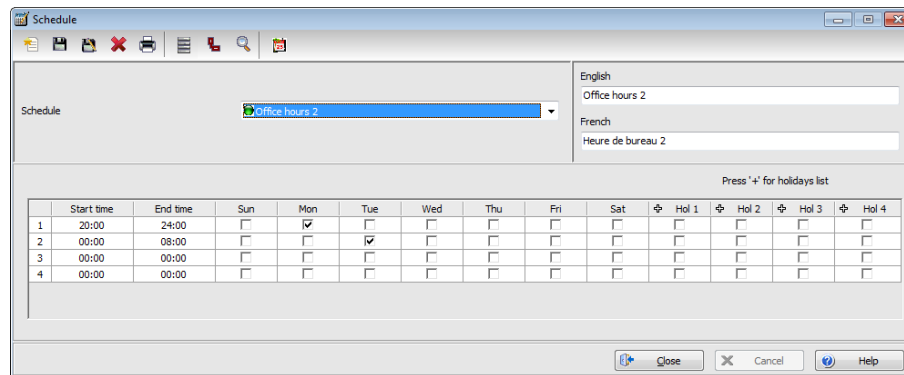 Schedule
English
Office hours 2
Schedule Office hours 2
French
Heure de bureau 2
Press '+' for holidays list
Start time End time Sun Mon Tue Wed Thu Fri Sat Hol 1 Hol 2 Hol 3 Hol 4
1 20:00 24:00
2 00:00 08:00
3 00:00 00:00
4 00:00 00:00
Close Cancel Help